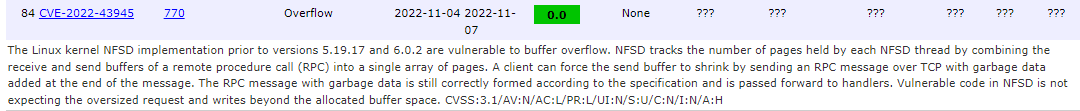 84 CVE-2022-43945 770 Overflow 2022-11-04 2022-11-07 0.0 None ??? ??? ??? ??? ??? ???
The Linux kernel NFSD implementation prior to versions 5.19.17 and 6.0.2 are vulnerable to buffer overflow. NFSD tracks the number of pages held by each NFSD thread by combining the
receive and send buffers of a remote procedure call (RPC) into a single array of pages. A client can force the send buffer to shrink by sending an RPC message over TCP with garbage data
added at the end of the message. The RPC message with garbage data is still correctly formed according to the specification and is passed forward to handlers. Vulnerable code in NFSD is not
expecting the oversized request and writes beyond the allocated buffer space. CVSS:3.1/AV:N/AC:L/PR:L/UI:N/S:U/C:N/I:N/A:H